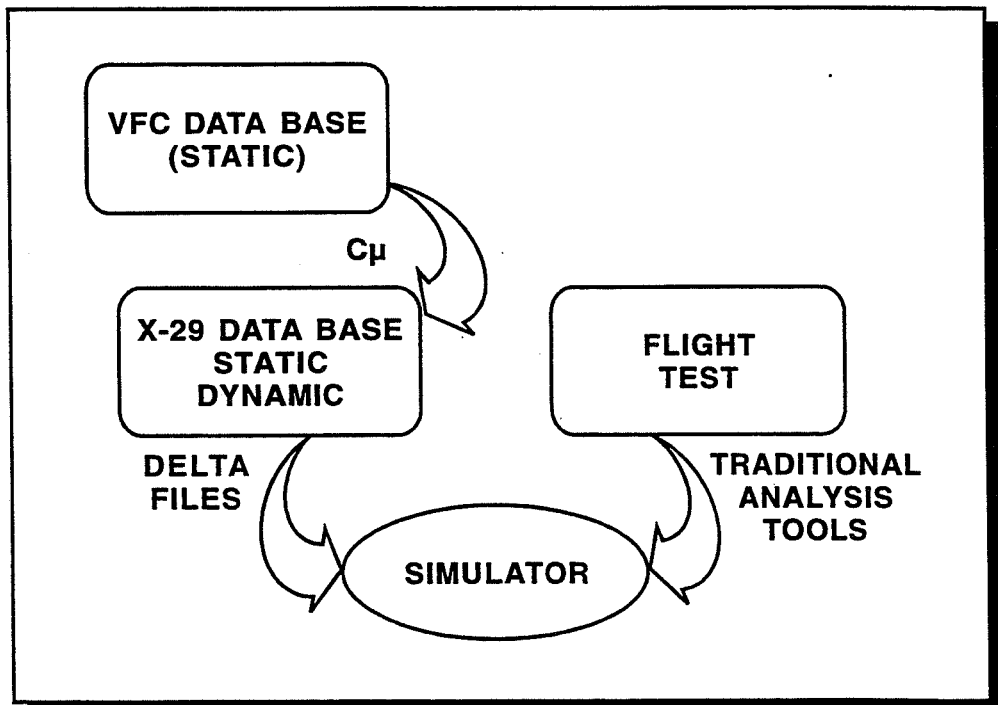 VFC DATA BASE
(STATIC)
Cμ
X-29 DATA BASE
STATIC
DYNAMIC
FLIGHT
TEST
DELTA
FILES
TRADITIONAL
ANALYSIS
TOOLS
SIMULATOR